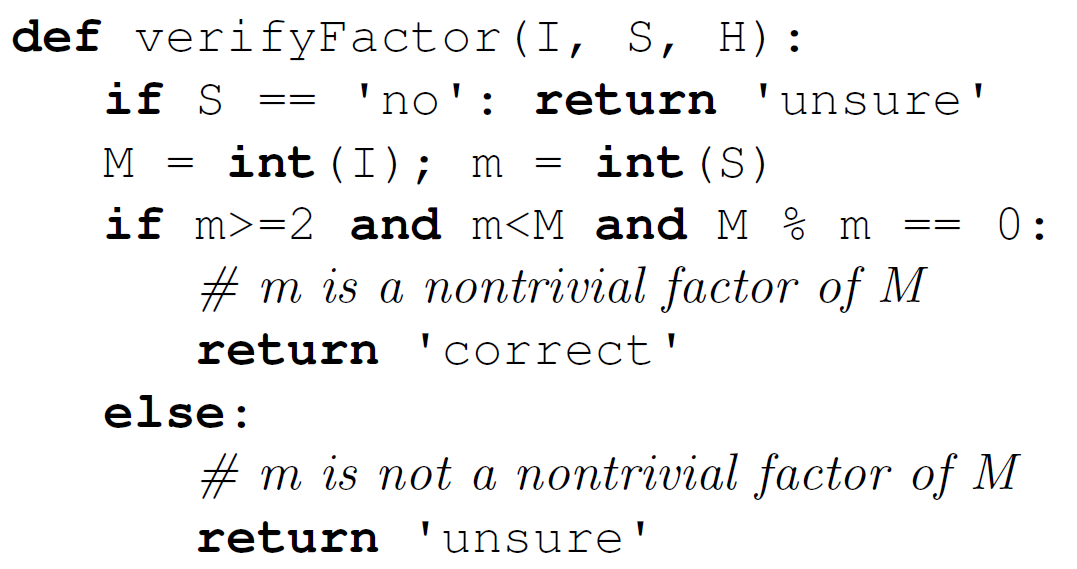 def verifyFactor(I, S, H):
    if S == 'no': return 'unsure'
    M = int(I); m = int(S)
    if m>=2 and m<M and M % m == 0:
        # m is a nontrivial factor of M
        return 'correct'
    else:
        # m is not a nontrivial factor of M
        return 'unsure'